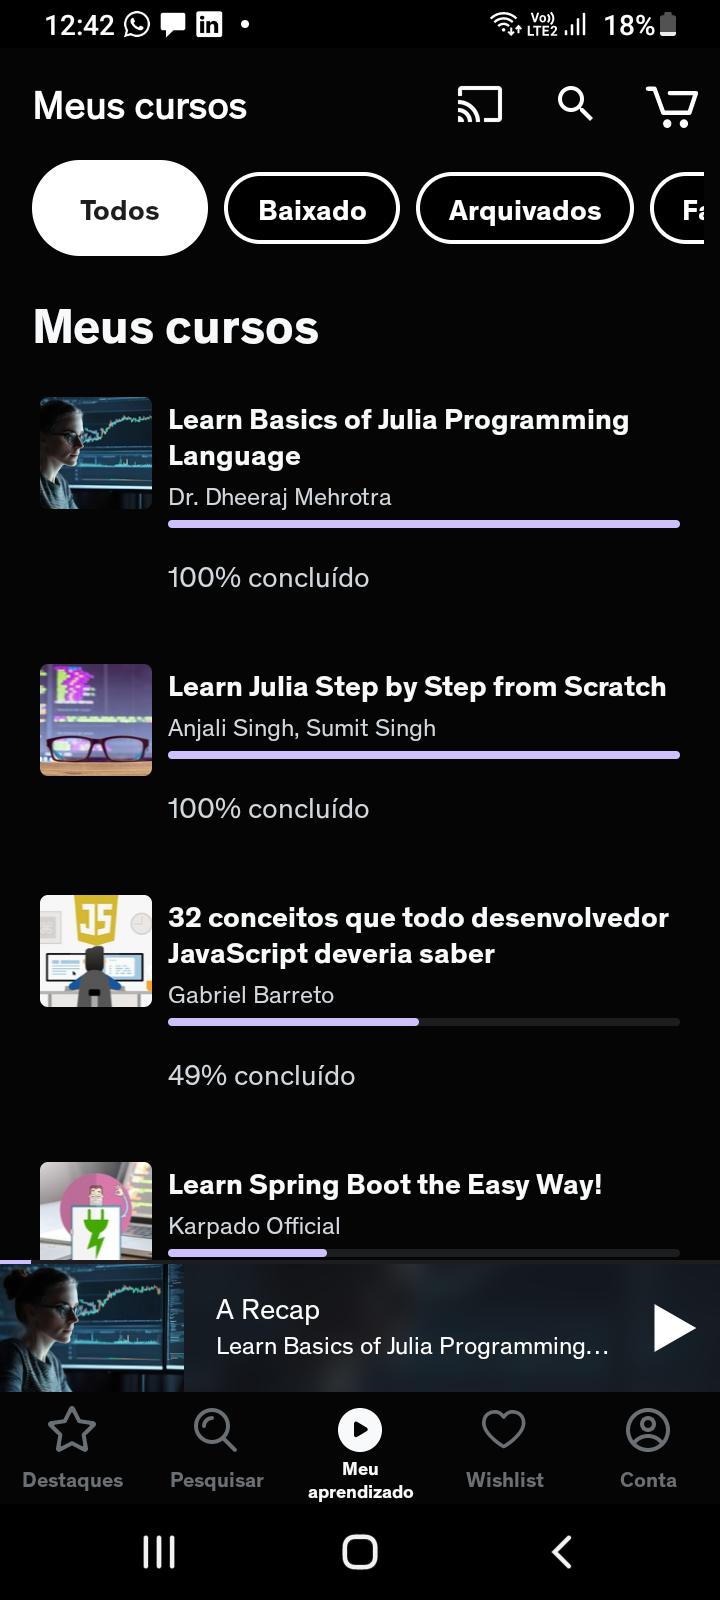 12:42
Vo))
LTE2
18%
Meus cursos
Todos
Baixado
Arquivados
Fa
Meus cursos
Learn Basics of Julia Programming
Language
Dr. Dheeraj Mehrotra
100% concluído
Learn Julia Step by Step from Scratch
Anjali Singh, Sumit Singh
100% concluído
JS
32 conceitos que todo desenvolvedor
JavaScript deveria saber
Gabriel Barreto
49% concluído
Learn Spring Boot the Easy Way!
Karpado Official
A Recap
Learn Basics of Julia Programming...
Destaques
Pesquisar
Meu
aprendizado
Wishlist
Conta